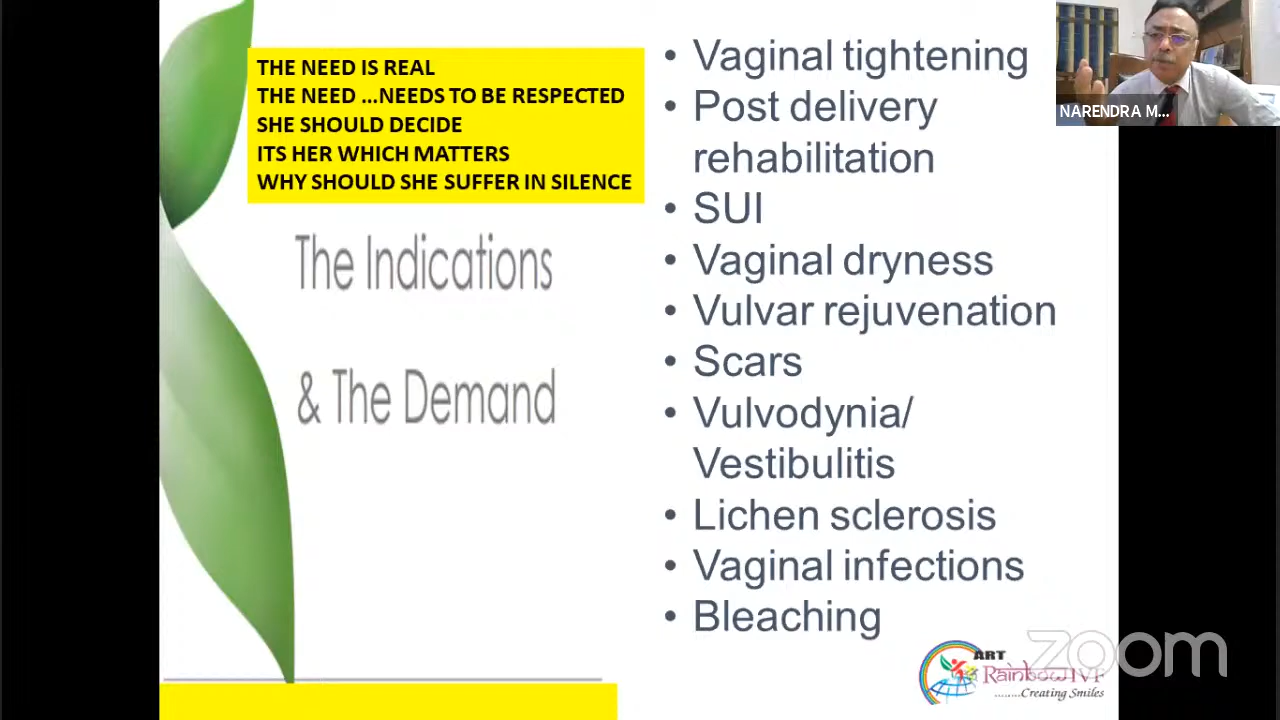 THE NEED IS REAL
THE NEED ...NEEDS TO BE RESPECTED
SHE SHOULD DECIDE
ITS HER WHICH MATTERS
WHY SHOULD SHE SUFFER IN SILENCE
The Indications
& The Demand
• Vaginal tightening
• Post delivery
rehabilitation
• SUI
• Vaginal dryness
• Vulvar rejuvenation
• Scars
• Vulvodynia/
Vestibulitis
• Lichen sclerosis
• Vaginal infections
• Bleaching
NARENDRA M...
ART
Rainbow IVF
.......Creating Smiles
zoom